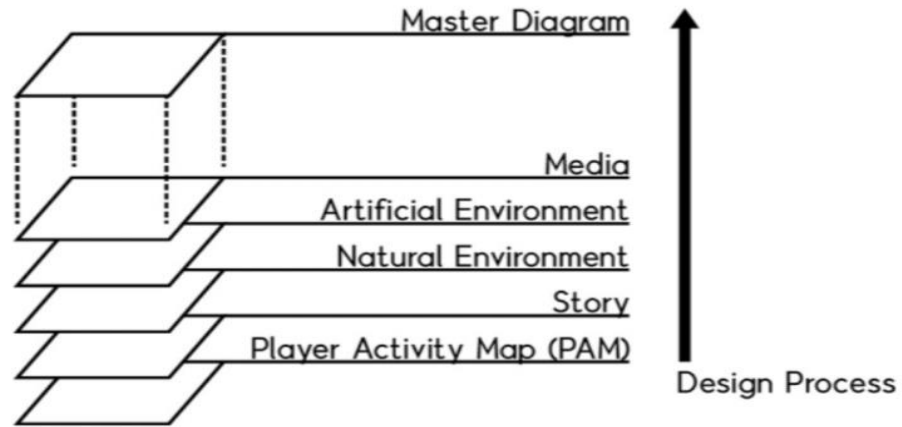 Master Diagram
Media
Artificial Environment
Natural Environment
Story
Player Activity Map (PAM)
Design Process